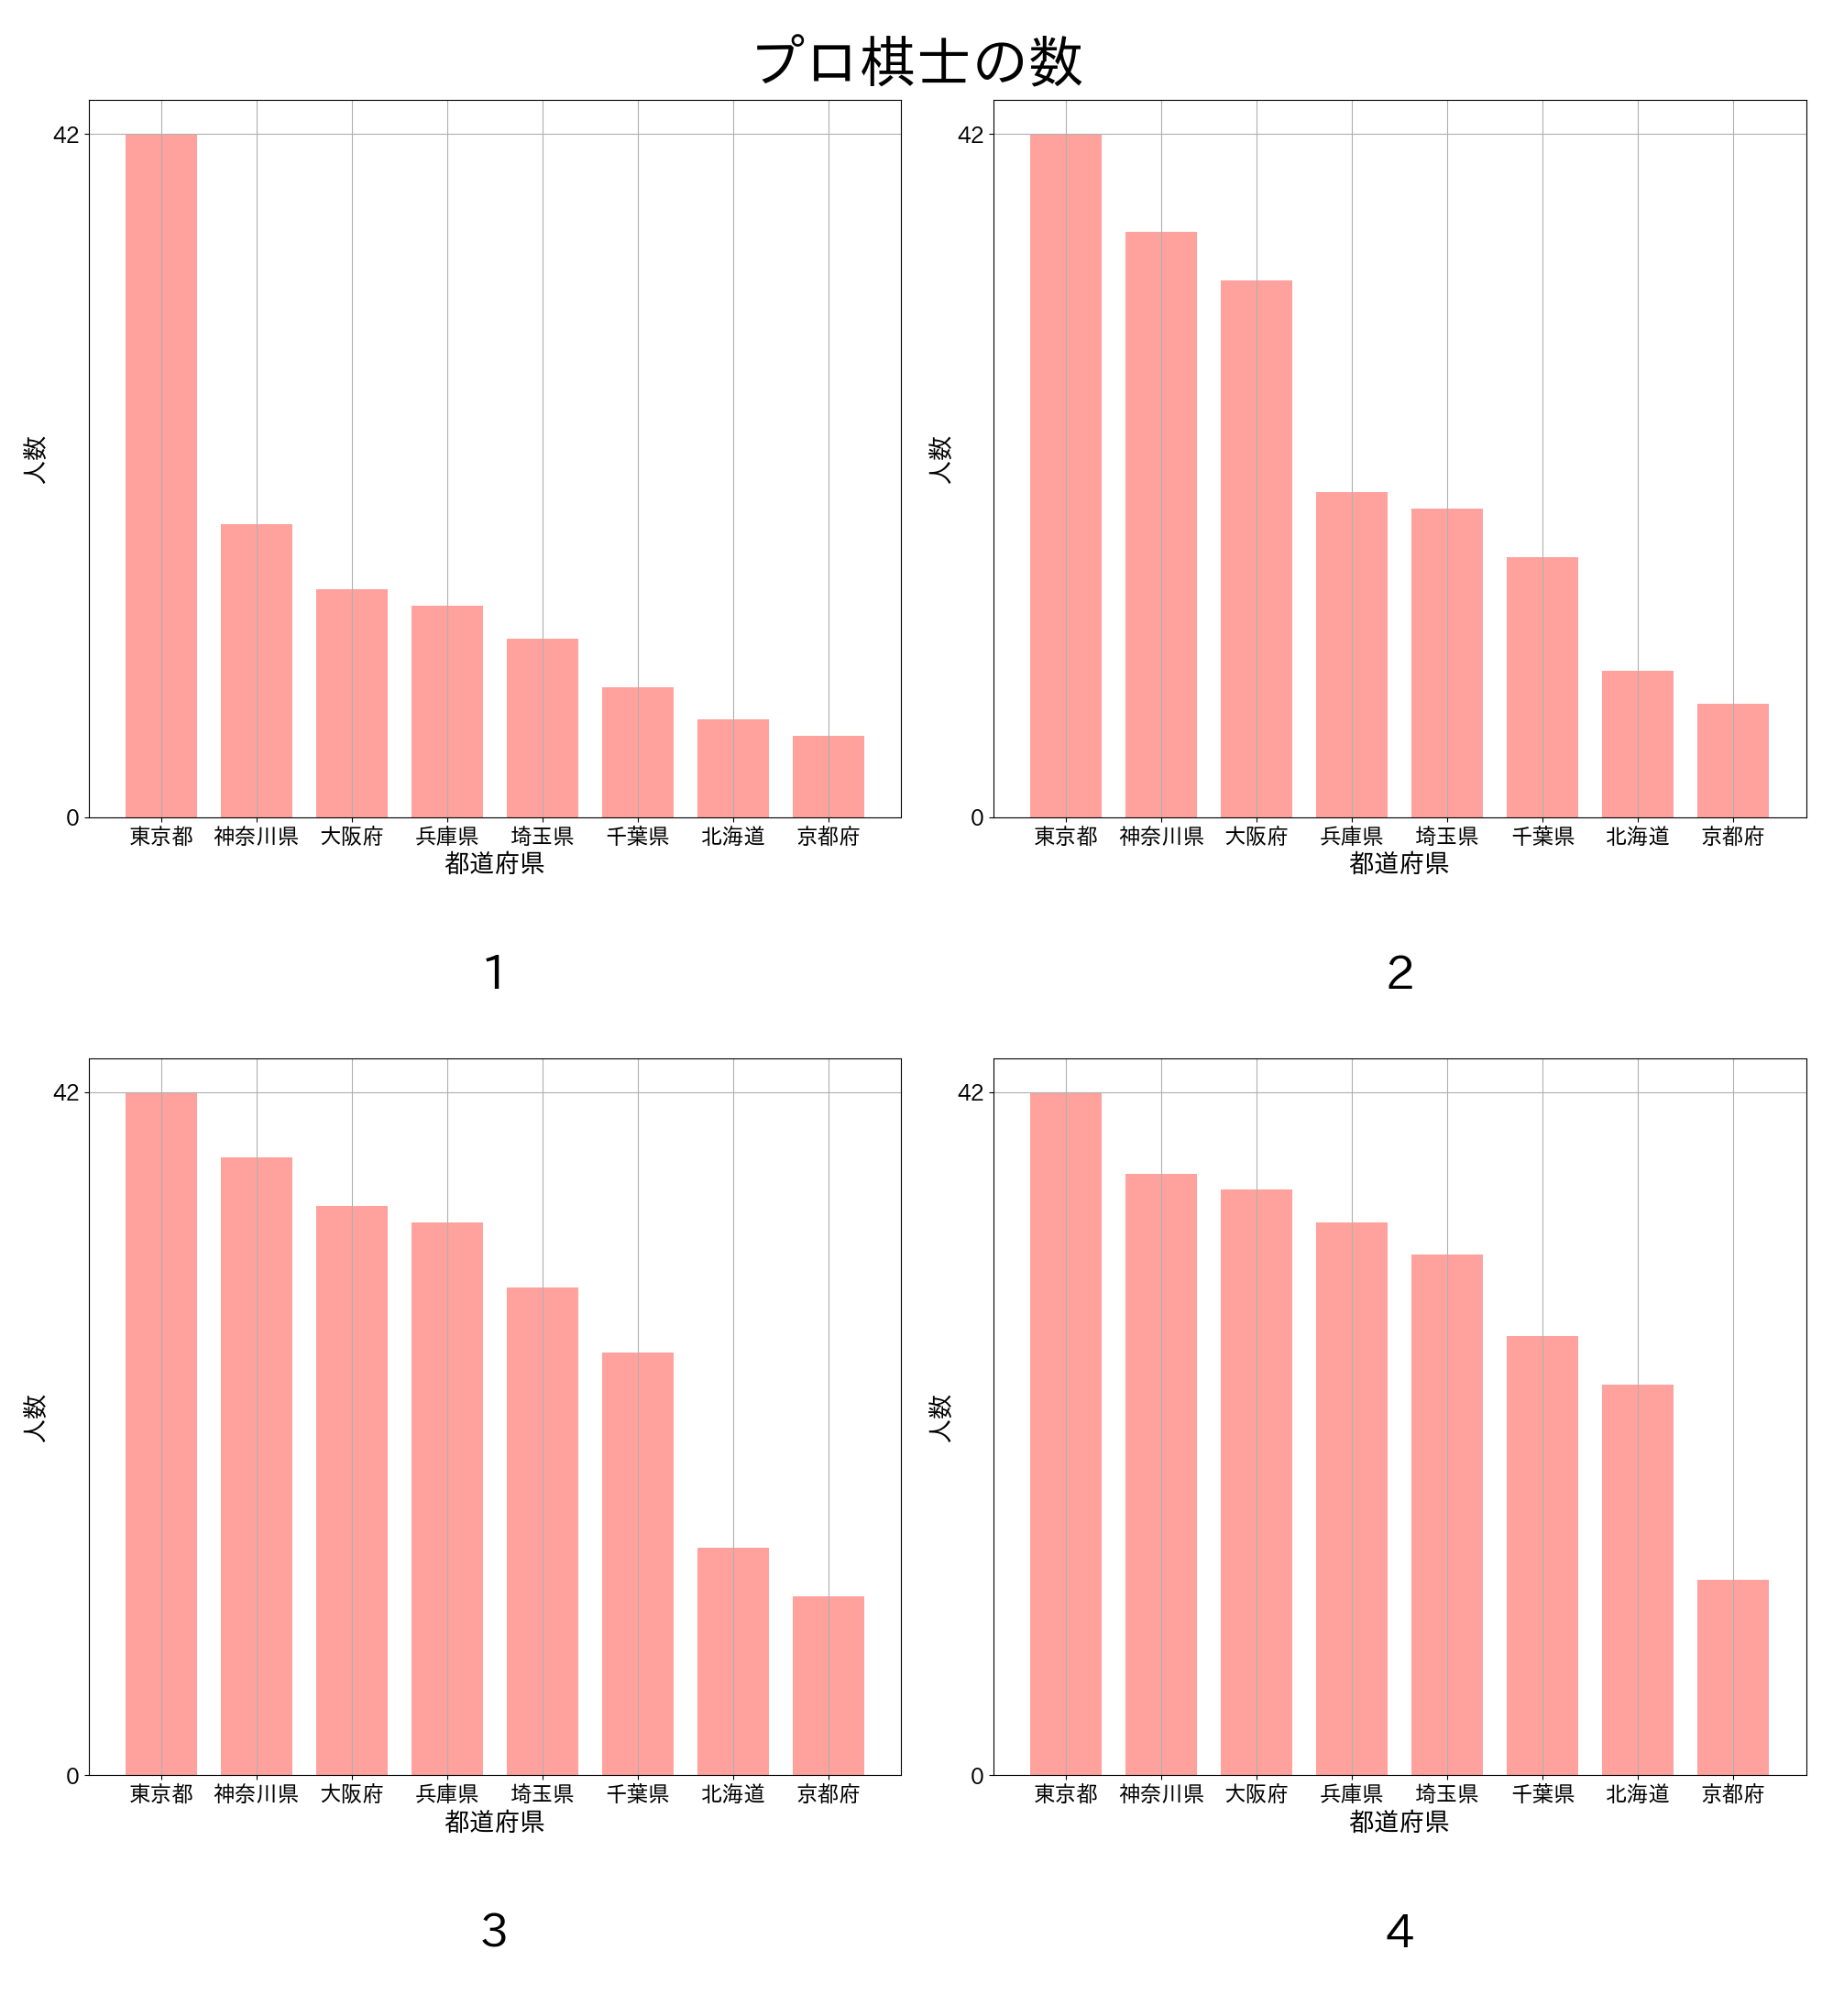 プロ棋士の数
42
0
人数
東京都 神奈川県 大阪府 兵庫県 埼玉県 千葉県 北海道 京都府
都道府県
1
42
0
人数
東京都 神奈川県 大阪府 兵庫県 埼玉県 千葉県 北海道 京都府
都道府県
2
42
0
人数
東京都 神奈川県 大阪府 兵庫県 埼玉県 千葉県 北海道 京都府
都道府県
3
42
0
人数
東京都 神奈川県 大阪府 兵庫県 埼玉県 千葉県 北海道 京都府
都道府県
4